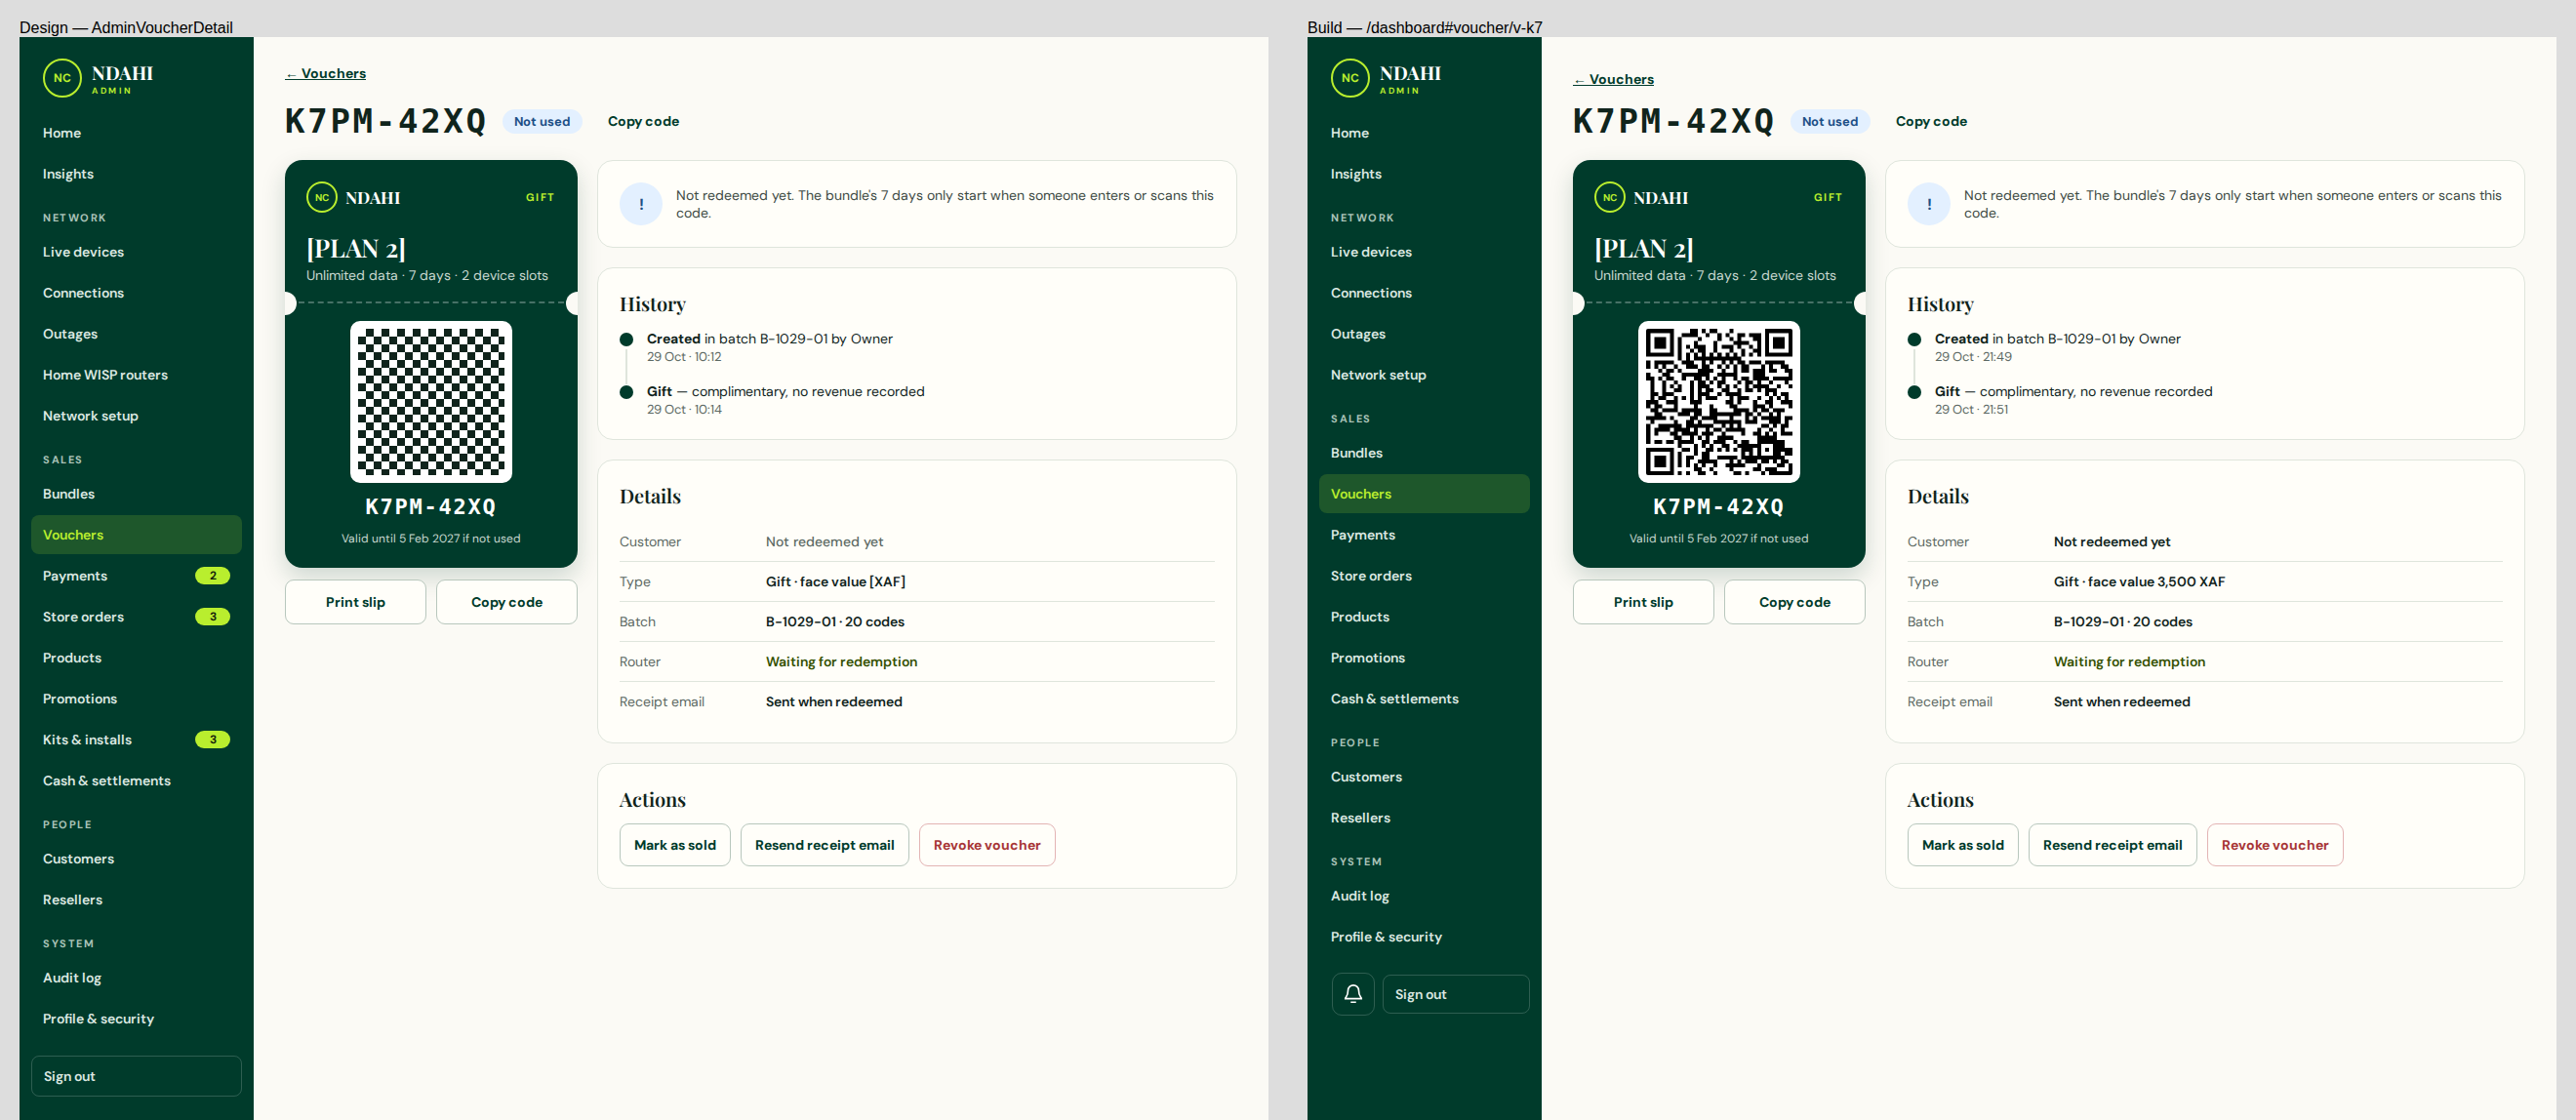 Design — AdminVoucherDetail
NC
NDAHI
ADMIN
Home
Insights
NETWORK
Live devices
Connections
Outages
Home WISP routers
Network setup
SALES
Bundles
Vouchers
Payments 2
Store orders 3
Products
Promotions
Kits & installs 3
Cash & settlements
PEOPLE
Customers
Resellers
SYSTEM
Audit log
Profile & security
Sign out
← Vouchers
K7PM-42XQ Not used Copy code
NC NDAHI GIFT
[PLAN 2]
Unlimited data · 7 days · 2 device slots
K7PM-42XQ
Valid until 5 Feb 2027 if not used
Print slip Copy code
! Not redeemed yet. The bundle's 7 days only start when someone enters or scans this
code.
History
Created in batch B-1029-01 by Owner
29 Oct · 10:12
Gift — complimentary, no revenue recorded
29 Oct · 10:14
Details
Customer Not redeemed yet
Type Gift · face value [XAF]
Batch B-1029-01 · 20 codes
Router Waiting for redemption
Receipt email Sent when redeemed
Actions
Mark as sold Resend receipt email Revoke voucher
Build — /dashboard#voucher/v-k7
NC
NDAHI
ADMIN
Home
Insights
NETWORK
Live devices
Connections
Outages
Network setup
SALES
Bundles
Vouchers
Payments
Store orders
Products
Promotions
Cash & settlements
PEOPLE
Customers
Resellers
SYSTEM
Audit log
Profile & security
Sign out
← Vouchers
K7PM-42XQ Not used Copy code
NC NDAHI GIFT
[PLAN 2]
Unlimited data · 7 days · 2 device slots
K7PM-42XQ
Valid until 5 Feb 2027 if not used
Print slip Copy code
! Not redeemed yet. The bundle's 7 days only start when someone enters or scans this
code.
History
Created in batch B-1029-01 by Owner
29 Oct · 21:49
Gift — complimentary, no revenue recorded
29 Oct · 21:51
Details
Customer Not redeemed yet
Type Gift · face value 3,500 XAF
Batch B-1029-01 · 20 codes
Router Waiting for redemption
Receipt email Sent when redeemed
Actions
Mark as sold Resend receipt email Revoke voucher